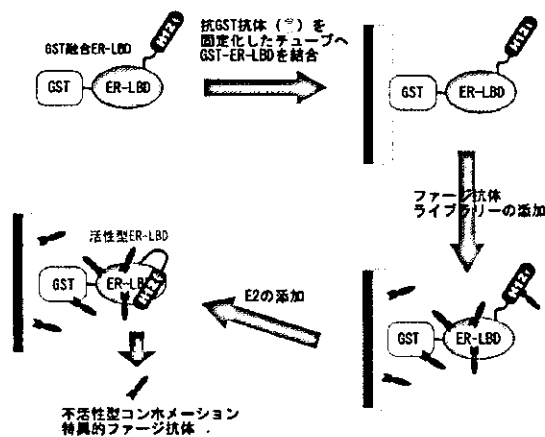 GST融合ER-LBD
H12
GST
ER-LBD
抗GST抗体( )を
固定化したチューブへ
GST-ER-LBDを結合
GST
ER-LBD
ファージ抗体
ライブラリーの添加
活性型ER-LBD
GST
ER-LBD
H12
E2の添加
H12
GST
ER-LBD
不活性型コンホメーション
特異的ファージ抗体